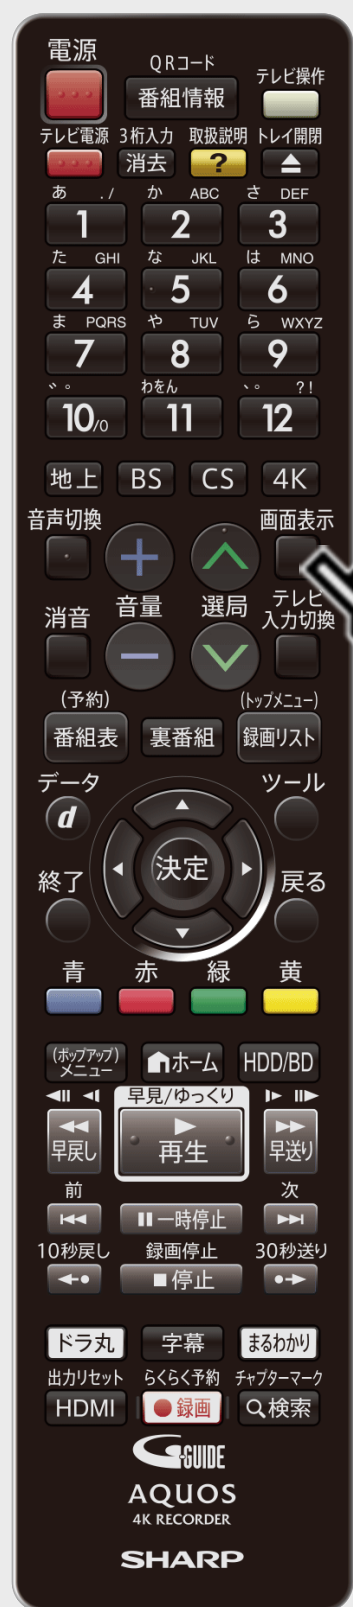 電源
QRコード
番組情報
テレビ操作
テレビ電源 3桁入力 取扱説明 トレイ開閉
消去 ?
あ ./ か ABC さ DEF
1 2 3
た GHI な JKL は MNO
4 5 6
ま PQRS や TUV ら WXYZ
7 8 9
゛゜ わをん 、。 ?!
10/0 11 12
地上 BS CS 4K
音声切換 画面表示
消音 音量 選局 テレビ
入力切換
(予約) (トップメニュー)
番組表 裏番組 録画リスト
データ ツール
d
決定
終了 戻る
青 赤 緑 黄
(ポップアップ)
メニュー ホーム HDD/BD
早見/ゆっくり
早戻し 再生 早送り
前 次
一時停止
10秒戻し 録画停止 30秒送り
停止
ドラ丸 字幕 まるわかり
出力リセット らくらく予約 チャプターマーク
HDMI 録画 検索
G-GUIDE
AQUOS
4K RECORDER
SHARP